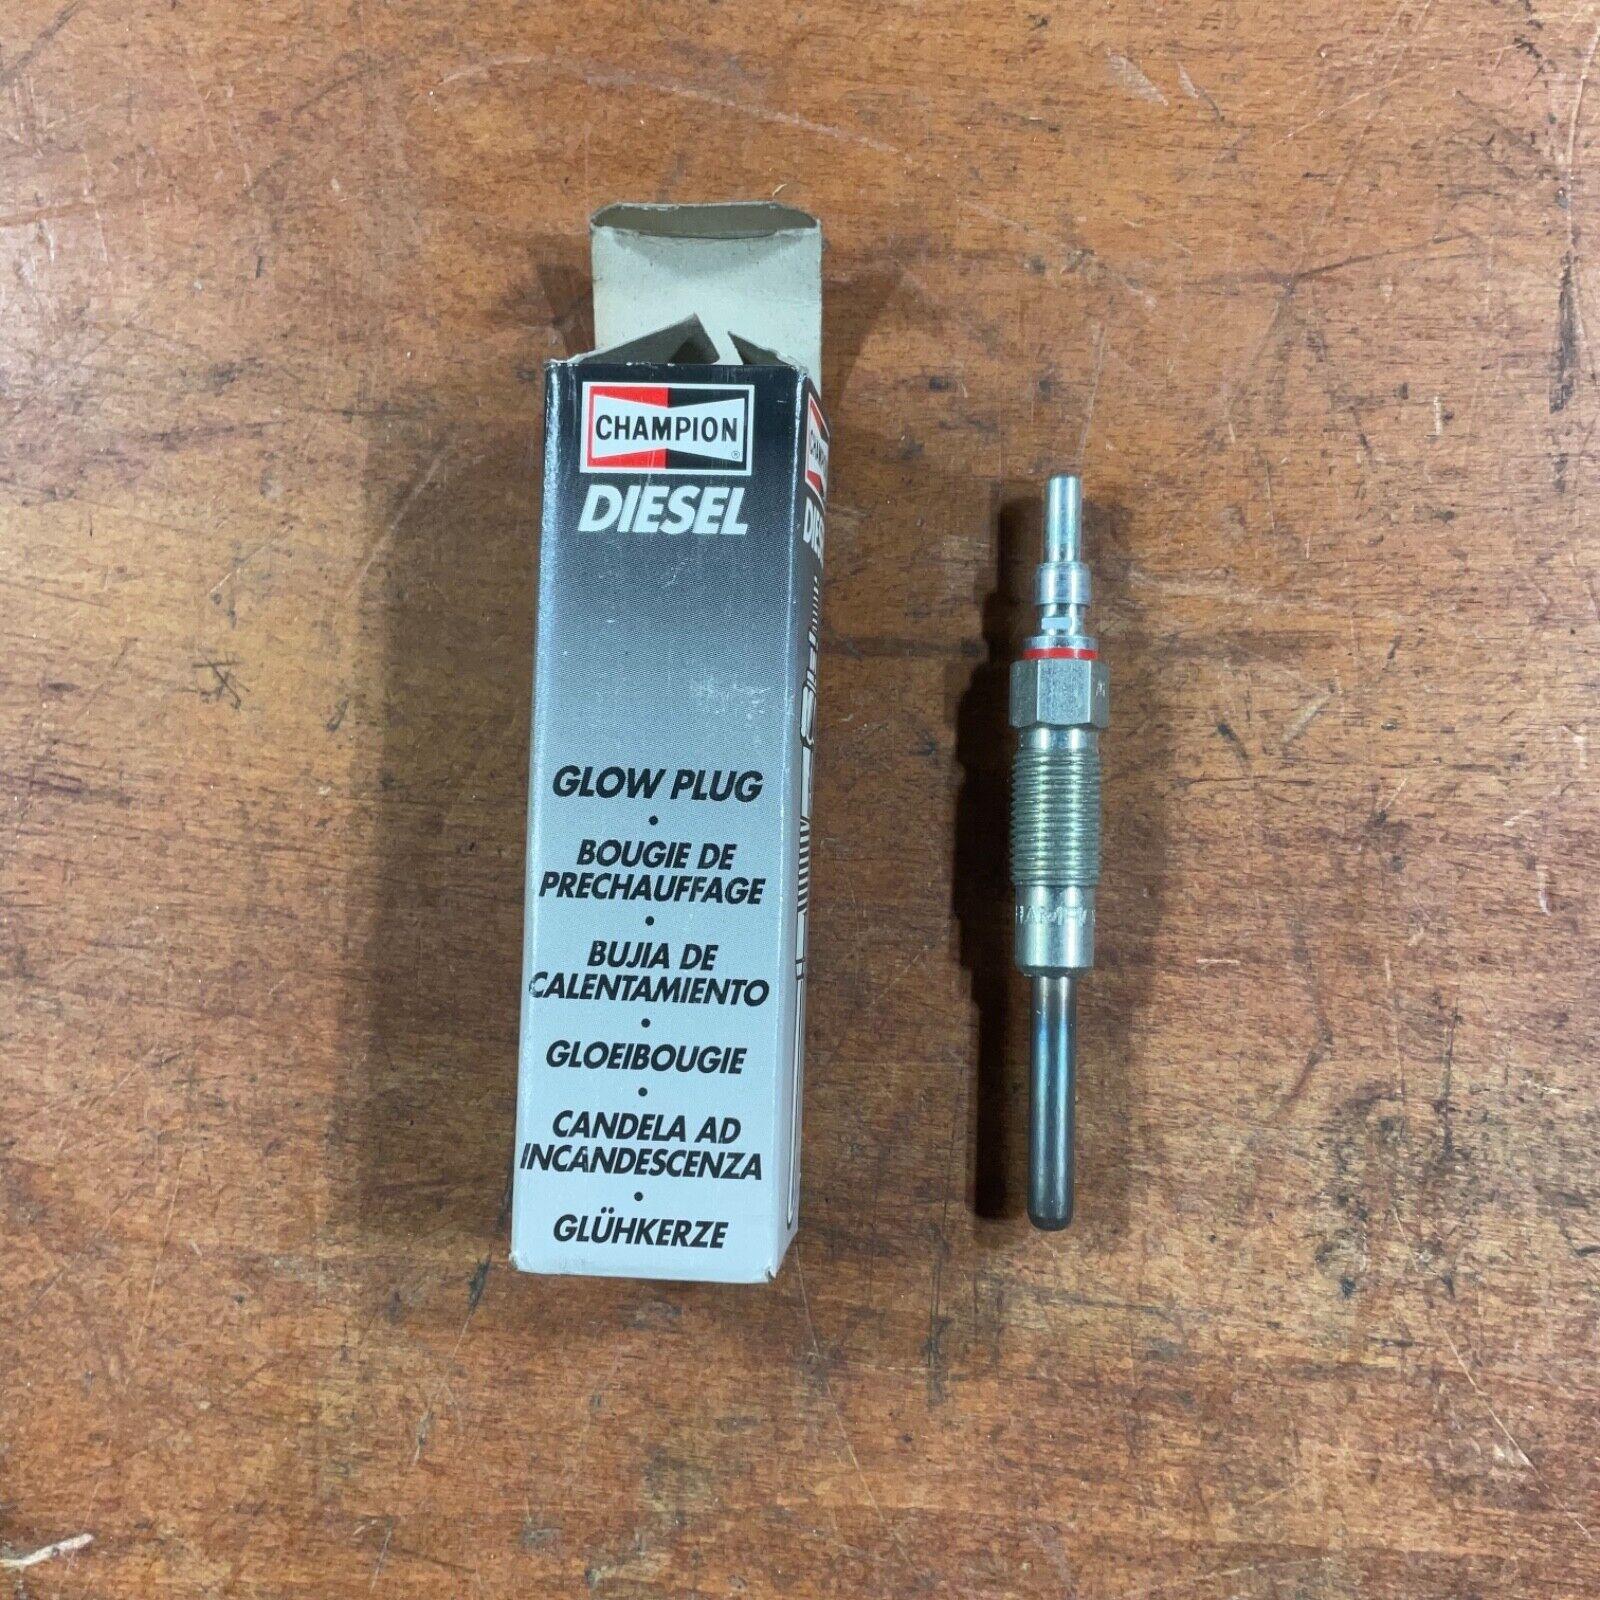 CHAMPION
®
DIESEL
GLOW PLUG
•
BOUGIE DE
PRECHAUFFAGE
•
BUJIA DE
CALENTAMIENTO
•
GLOEIBOUGIE
•
CANDELA AD
INCANDESCENZA
•
GLÜHKERZE